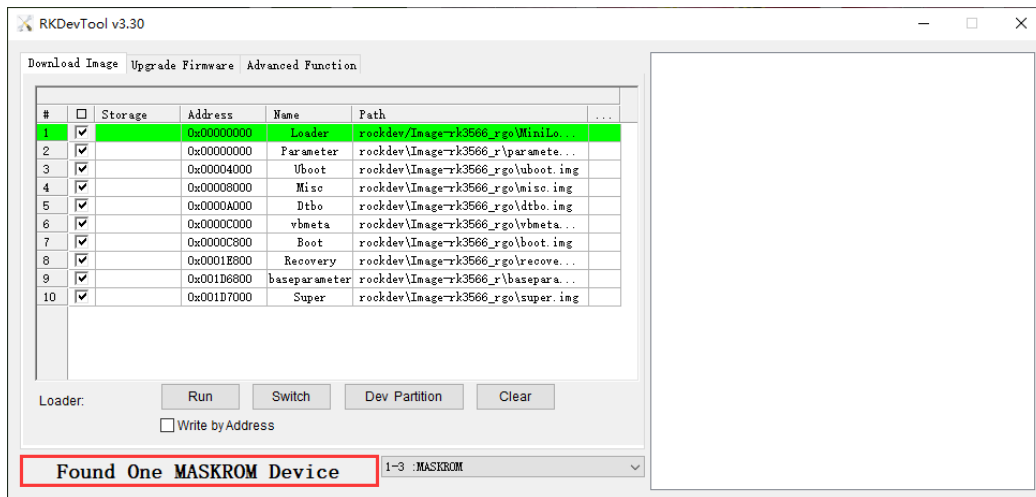 RKDevTool v3.30
Download Image Upgrade Firmware Advanced Function
# Storage Address Name Path ...
1 0x00000000 Loader rockdev/Image-rk3566_rgo\MiniLo...
2 0x00000000 Parameter rockdev\Image-rk3566_r\paramete...
3 0x00004000 Uboot rockdev\Image-rk3566_rgo\uboot.img
4 0x00008000 Misc rockdev\Image-rk3566_rgo\misc.img
5 0x0000A000 Dtbo rockdev\Image-rk3566_rgo\dtbo.img
6 0x0000C000 vbmeta rockdev\Image-rk3566_rgo\vbmeta...
7 0x0000C800 Boot rockdev\Image-rk3566_rgo\boot.img
8 0x0001E800 Recovery rockdev\Image-rk3566_rgo\recove...
9 0x001D6800 baseparameter rockdev\Image-rk3566_r\basepara...
10 0x001D7000 Super rockdev\Image-rk3566_rgo\super.img
Loader: Run Switch Dev Partition Clear
Write by Address
Found One MASKROM Device 1-3 :MASKROM